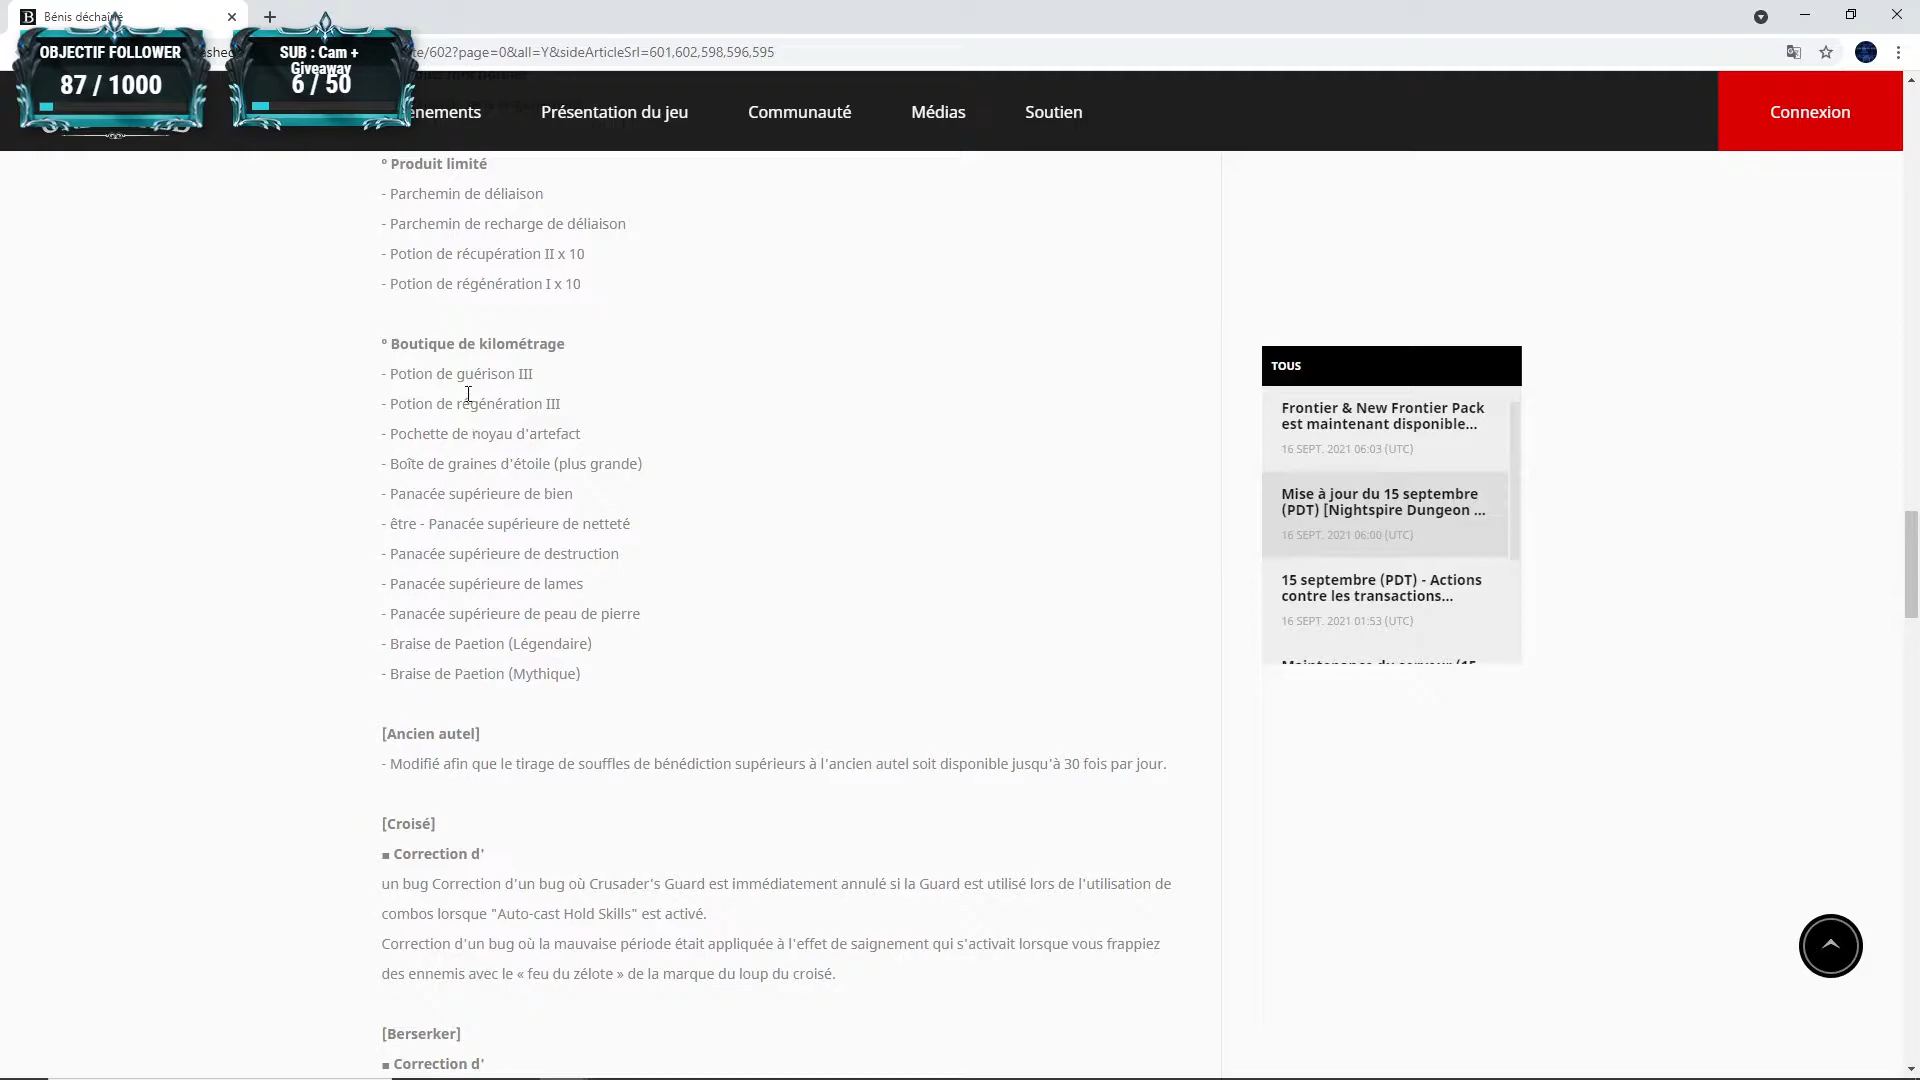 Bénis déchaîné
OBJECTIF FOLLOWER
87 / 1000
SUB : Cam +
Giveaway
6 / 50
te/602?page=0&all=Y&sideArticleSrl=601,602,598,596,595
enements
Présentation du jeu
Communauté
Médias
Soutien
Connexion
° Produit limité
- Parchemin de déliaison
- Parchemin de recharge de déliaison
- Potion de récupération II x 10
- Potion de régénération I x 10
° Boutique de kilométrage
- Potion de guérison III
- Potion de régénération III
- Pochette de noyau d'artefact
- Boîte de graines d'étoile (plus grande)
- Panacée supérieure de bien
- être - Panacée supérieure de netteté
- Panacée supérieure de destruction
- Panacée supérieure de lames
- Panacée supérieure de peau de pierre
- Braise de Paetion (Légendaire)
- Braise de Paetion (Mythique)
[Ancien autel]
- Modifié afin que le tirage de souffles de bénédiction supérieurs à l'ancien autel soit disponible jusqu'à 30 fois par jour.
[Croisé]
■ Correction d'
un bug Correction d'un bug où Crusader's Guard est immédiatement annulé si la Guard est utilisé lors de l'utilisation de
combos lorsque "Auto-cast Hold Skills" est activé.
Correction d'un bug où la mauvaise période était appliquée à l'effet de saignement qui s'activait lorsque vous frappiez
des ennemis avec le « feu du zélote » de la marque du loup du croisé.
[Berserker]
■ Correction d'
TOUS
Frontier & New Frontier Pack
est maintenant disponible...
16 SEPT. 2021 06:03 (UTC)
Mise à jour du 15 septembre
(PDT) [Nightspire Dungeon ...
16 SEPT. 2021 06:00 (UTC)
15 septembre (PDT) - Actions
contre les transactions...
16 SEPT. 2021 01:53 (UTC)
Maintenance du serveur (15